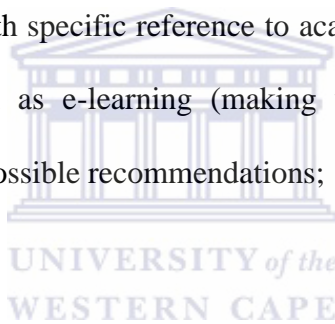 th specific reference to aca
as e-learning (making
ossible recommendations;
UNIVERSITY of the
WESTERN CAPE